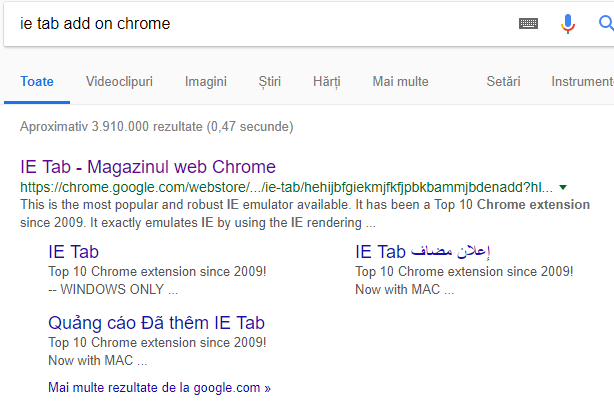 ie tab add on chrome
Toate Videoclipuri Imagini Știri Hărți Mai multe Setări Instrument
Aproximativ 3.910.000 rezultate (0,47 secunde)
IE Tab - Magazinul web Chrome
https://chrome.google.com/webstore/.../ie-tab/hehijbfgiekmjfkfjpbkbammjbdenadd?hl...
This is the most popular and robust IE emulator available. It has been a Top 10 Chrome extension
since 2009. It exactly emulates IE by using the IE rendering ...
IE Tab
Top 10 Chrome extension since 2009!
-- WINDOWS ONLY ...
IE Tab إعلان مضاف
Top 10 Chrome extension since 2009!
Now with MAC ...
Quảng cáo Đã thêm IE Tab
Top 10 Chrome extension since 2009!
Now with MAC ...
Mai multe rezultate de la google.com »